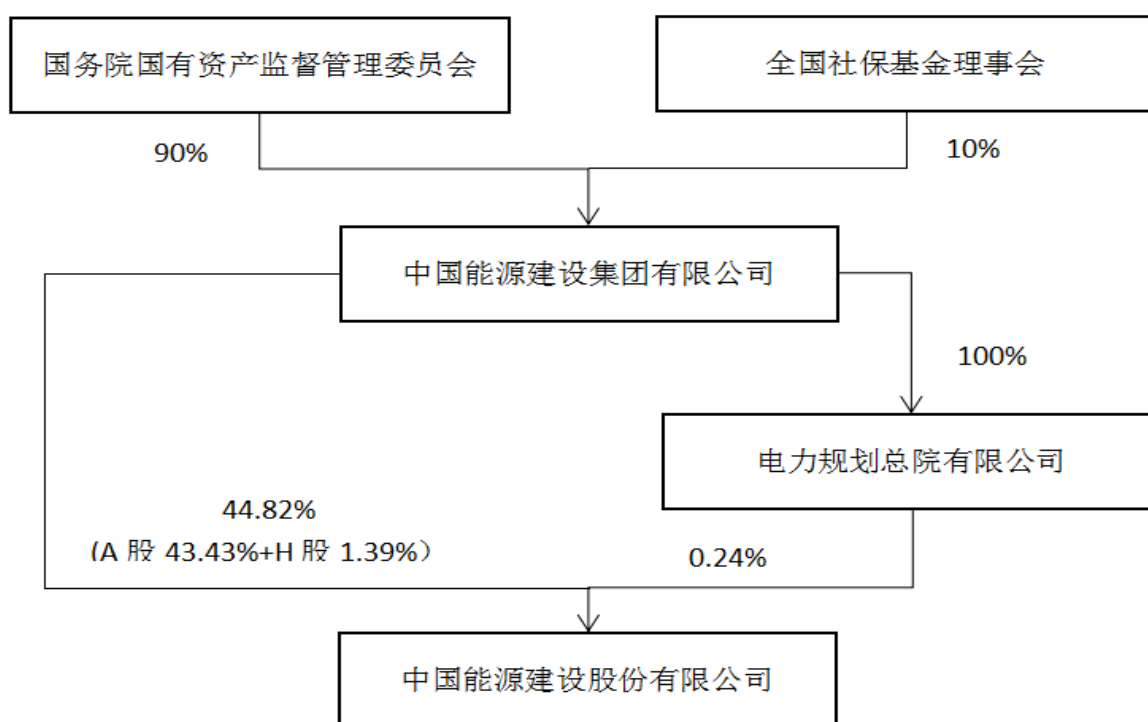 国务院国有资产监督管理委员会
全国社保基金理事会
90%
10%
中国能源建设集团有限公司
100%
电力规划总院有限公司
44.82%
(A 股 43.43%+H 股 1.39%）
0.24%
中国能源建设股份有限公司